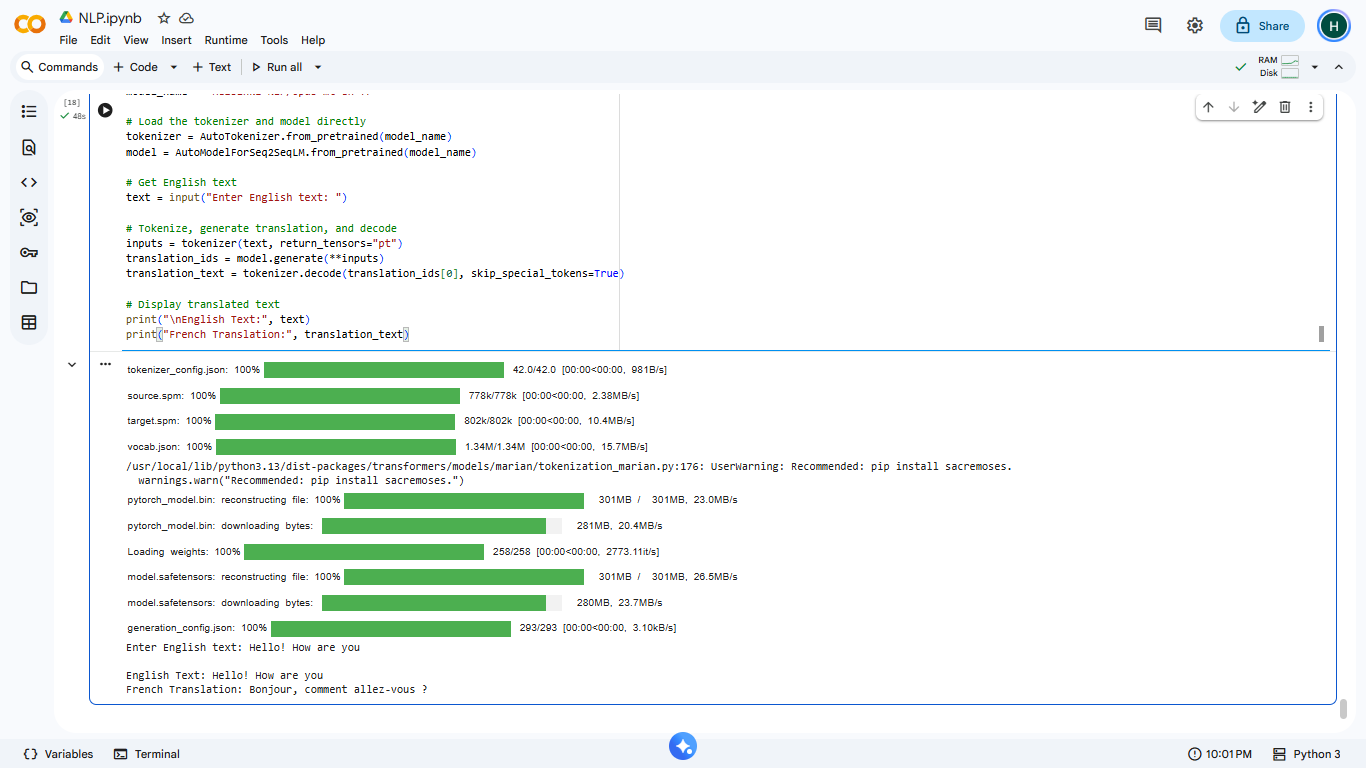 NLP.ipynb
File Edit View Insert Runtime Tools Help
Share
H
Commands + Code + Text Run all
RAM
Disk
[18]
48s
# Load the tokenizer and model directly
tokenizer = AutoTokenizer.from_pretrained(model_name)
model = AutoModelForSeq2SeqLM.from_pretrained(model_name)
# Get English text
text = input("Enter English text: ")
# Tokenize, generate translation, and decode
inputs = tokenizer(text, return_tensors="pt")
translation_ids = model.generate(**inputs)
translation_text = tokenizer.decode(translation_ids[0], skip_special_tokens=True)
# Display translated text
print("\nEnglish Text:", text)
print("French Translation:", translation_text)
tokenizer_config.json: 100% 42.0/42.0 [00:00<00:00, 981B/s]
source.spm: 100% 778k/778k [00:00<00:00, 2.38MB/s]
target.spm: 100% 802k/802k [00:00<00:00, 10.4MB/s]
vocab.json: 100% 1.34M/1.34M [00:00<00:00, 15.7MB/s]
/usr/local/lib/python3.13/dist-packages/transformers/models/marian/tokenization_marian.py:176: UserWarning: Recommended: pip install sacremoses.
warnings.warn("Recommended: pip install sacremoses.")
pytorch_model.bin: reconstructing file: 100% 301MB / 301MB, 23.0MB/s
pytorch_model.bin: downloading bytes: 281MB, 20.4MB/s
Loading weights: 100% 258/258 [00:00<00:00, 2773.11it/s]
model.safetensors: reconstructing file: 100% 301MB / 301MB, 26.5MB/s
model.safetensors: downloading bytes: 280MB, 23.7MB/s
generation_config.json: 100% 293/293 [00:00<00:00, 3.10kB/s]
Enter English text: Hello! How are you
English Text: Hello! How are you
French Translation: Bonjour, comment allez-vous ?
Variables Terminal
10:01 PM Python 3